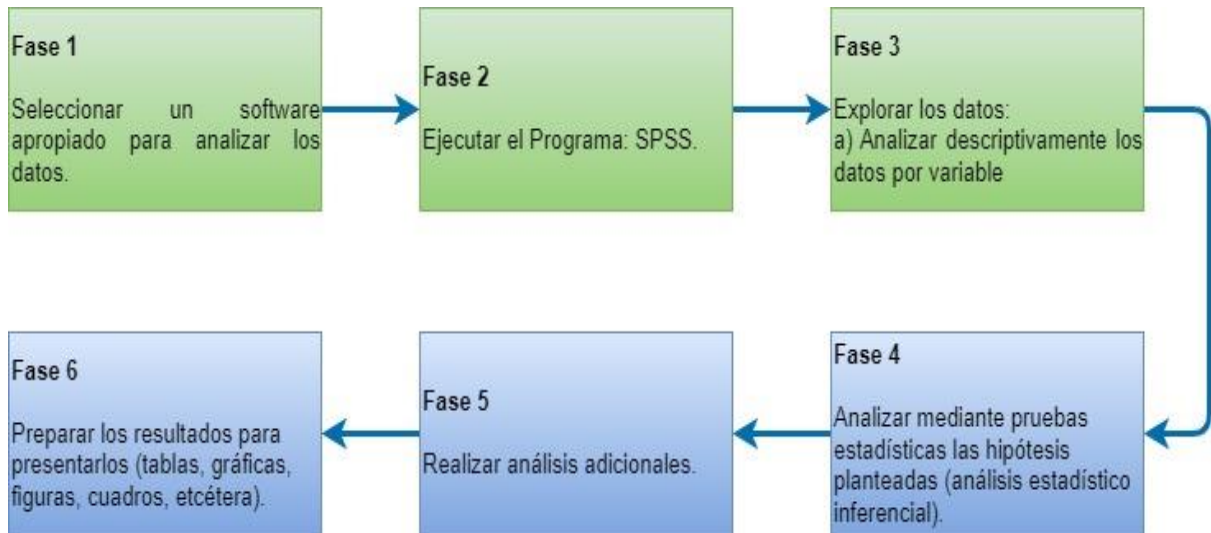 Fase 1
Seleccionar un software
apropiado para analizar los
datos.
Fase 2
Ejecutar el Programa: SPSS.
Fase 3
Explorar los datos:
a) Analizar descriptivamente los
datos por variable
Fase 4
Analizar mediante pruebas
estadísticas las hipótesis
planteadas (análisis estadístico
inferencial).
Fase 5
Realizar análisis adicionales.
Fase 6
Preparar los resultados para
presentarlos (tablas, gráficas,
figuras, cuadros, etcétera).